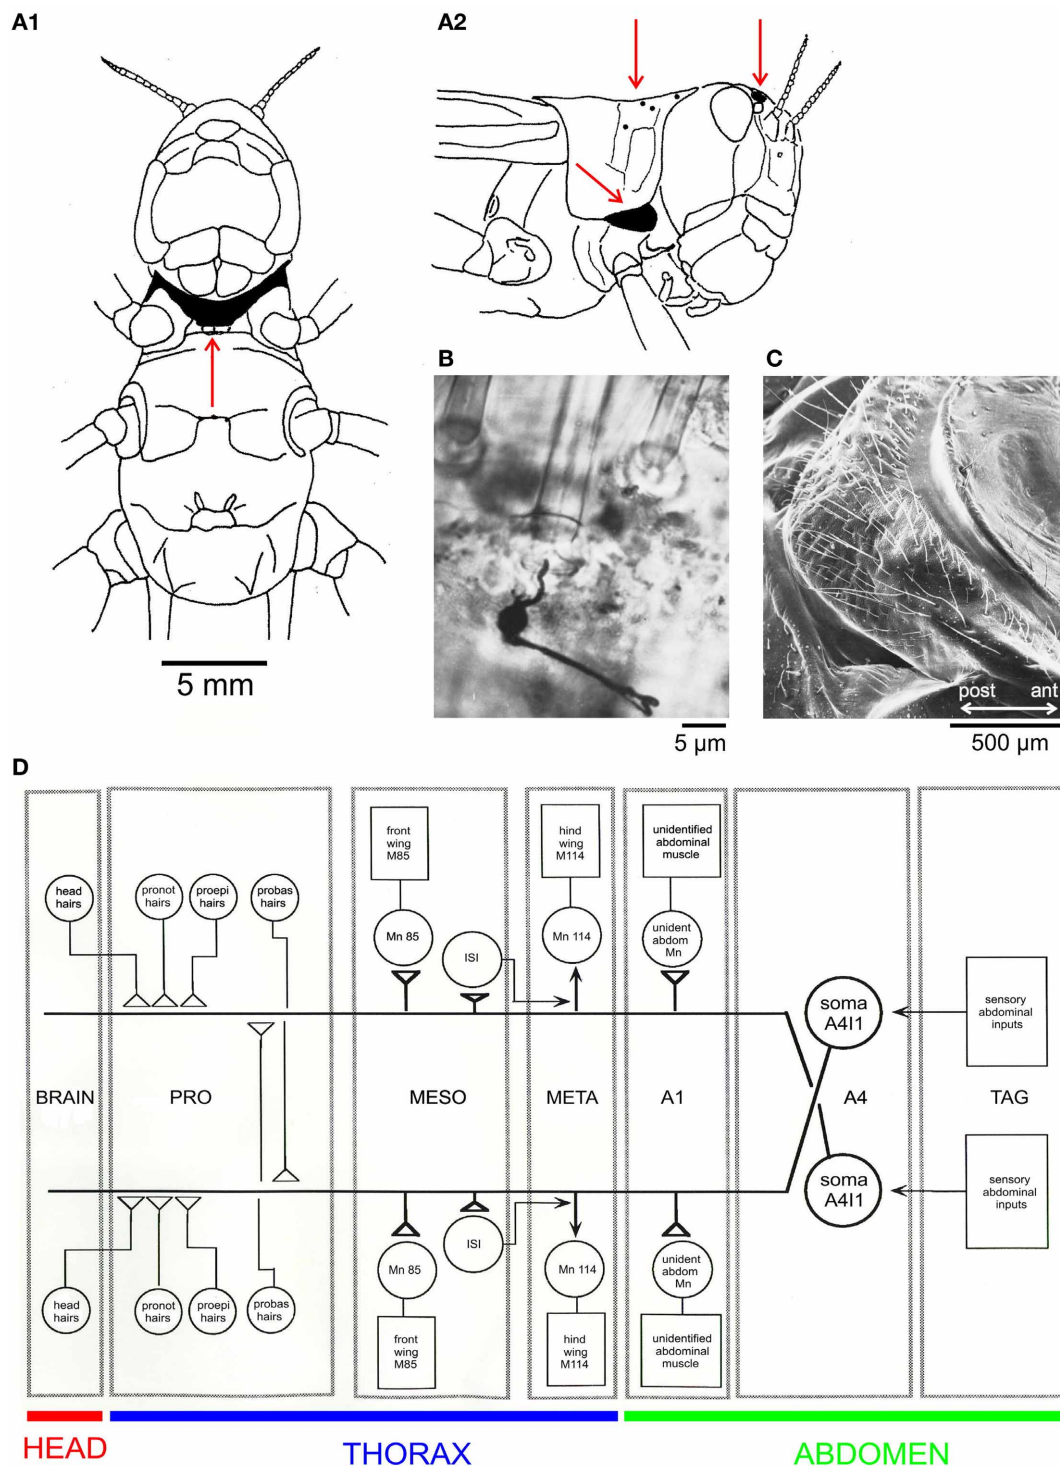 A1
A2
5 mm
B
C
5 µm
post ant
500 µm
D
front
wing
M85
hind
wing
M114
unidentified
abdominal
muscle
head
hairs
pronot
hairs
proepi
hairs
probas
hairs
Mn 85
ISI
Mn 114
unident
abdom
Mn
soma
A4I1
sensory
abdominal
inputs
BRAIN
PRO
MESO
META
A1
A4
TAG
soma
A4I1
sensory
abdominal
inputs
head
hairs
pronot
hairs
proepi
hairs
probas
hairs
Mn 85
ISI
Mn 114
unident
abdom
Mn
front
wing
M85
hind
wing
M114
unidentified
abdominal
muscle
HEAD
THORAX
ABDOMEN